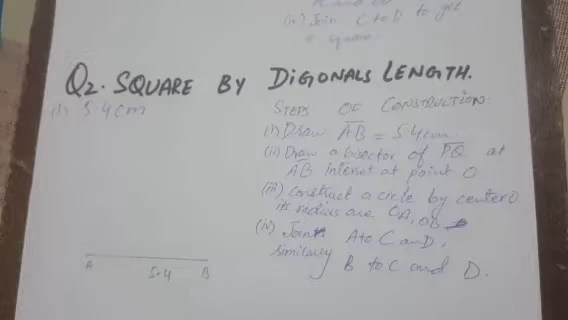 (iv) Join C to D to get
a square.
Q2. SQUARE BY DIGONALS LENGTH.
(i) 5.4cm
STEPS OF CONSTRUCTION
(i) Draw AB = 5.4cm
(ii) Draw a bisector of PQ at
AB interset at point O
(iii) Construct a circle by center O
its radius are OA, OB
(iv) Join A to C and D,
similarly B to C and D.
A 5.4 B